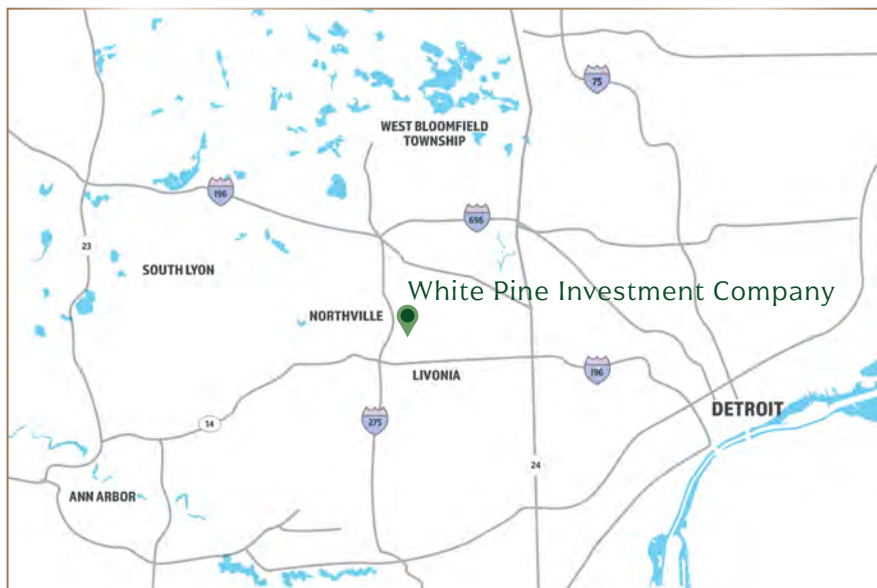 75
WEST BLOOMFIELD
TOWNSHIP
196
696
23
SOUTH LYON
White Pine Investment Company
NORTHVILLE
LIVONIA
196
DETROIT
14
275
24
ANN ARBOR